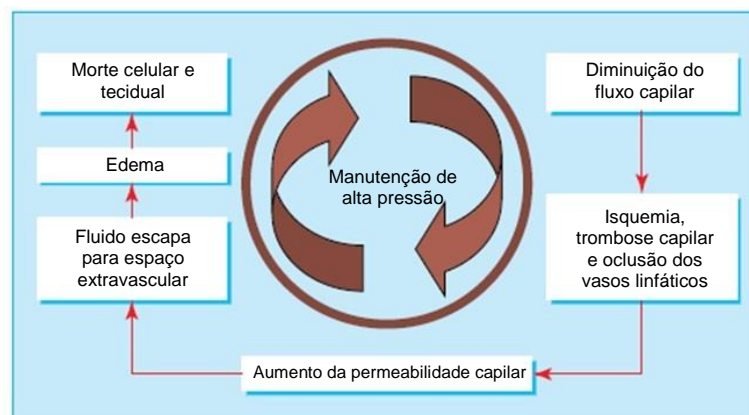 Diminuição do
fluxo capilar
Isquemia,
trombose capilar
e oclusão dos
vasos linfáticos
Aumento da permeabilidade capilar
Fluido escapa
para espaço
extravascular
Edema
Morte celular e
tecidual
Manutenção de
alta pressão